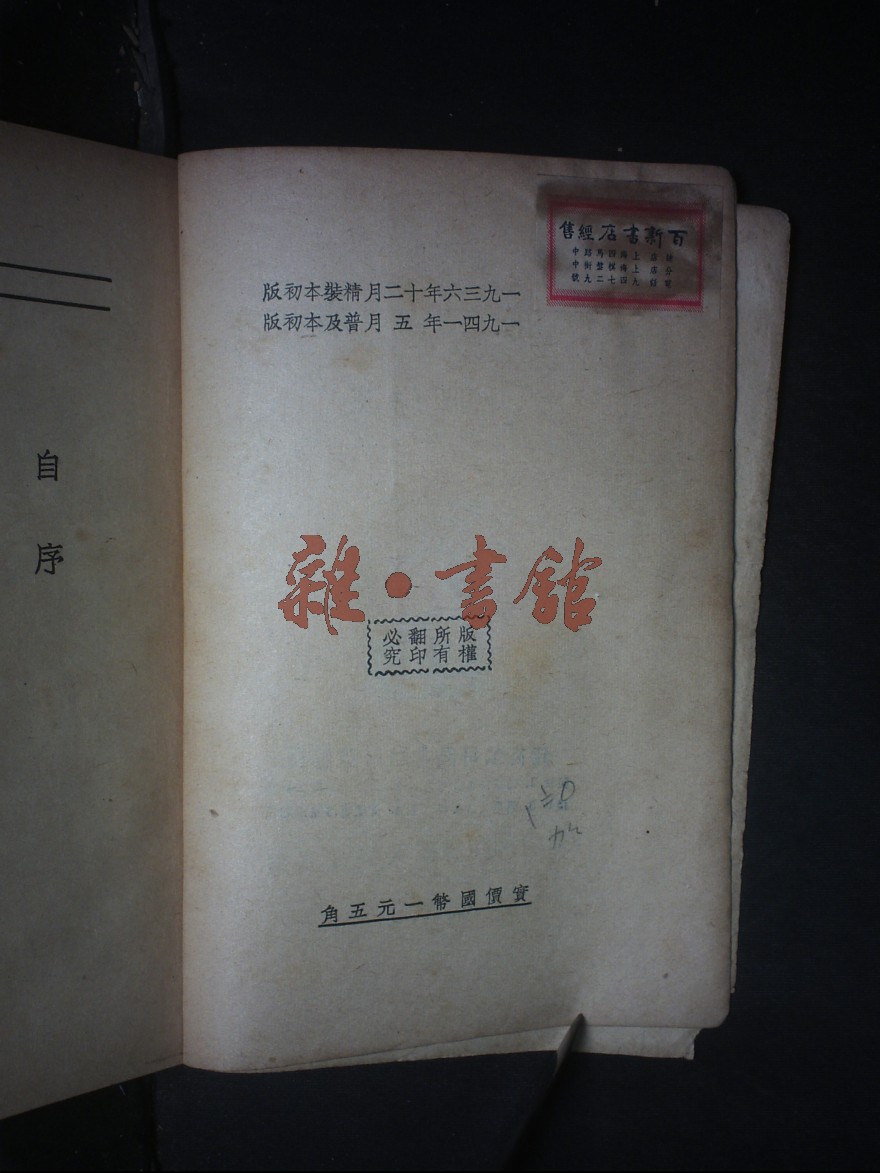 百新書店經售
一九三六年十二月精裝本初版
一九四一年 五 月普及本初版
雜·書館
版權所有
翻印必究
實價國幣一元五角
自序